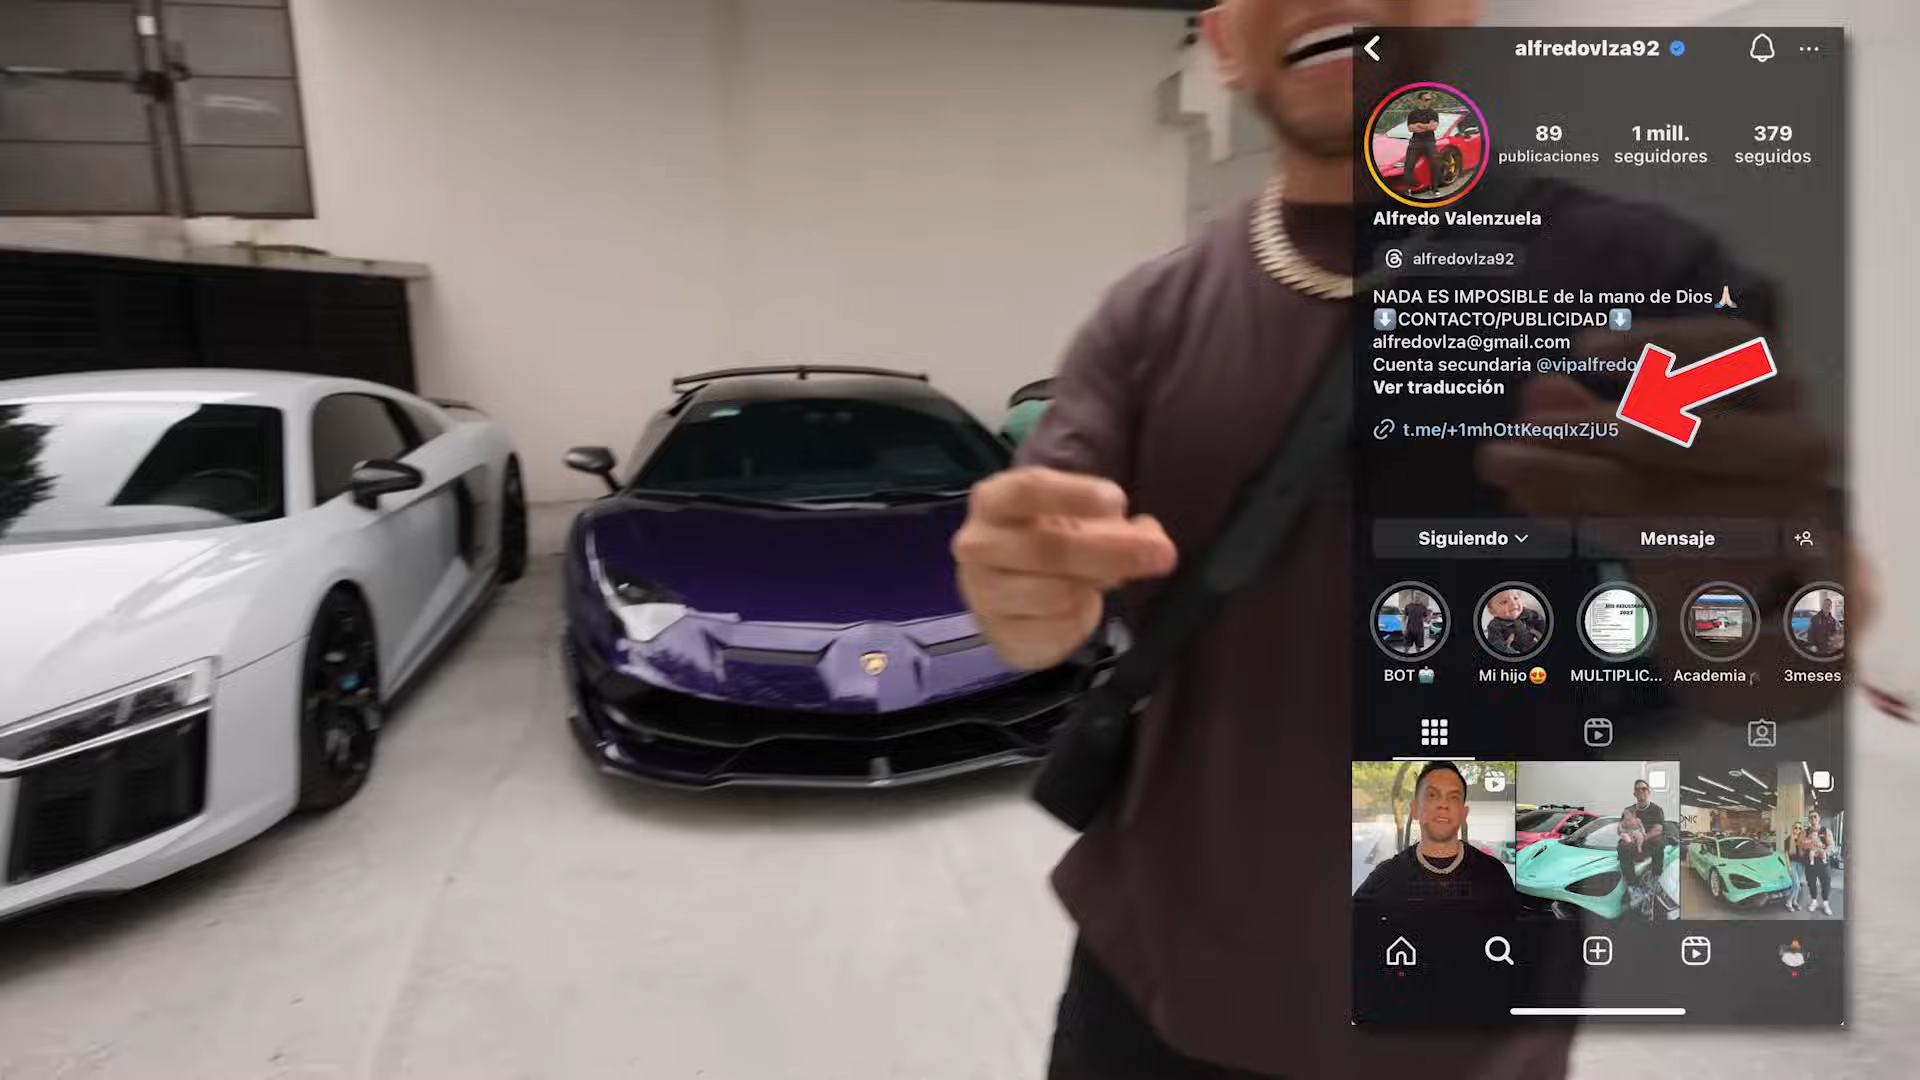 alfredovlza92
89
1 mill.
379
publicaciones
seguidores
seguidos
Alfredo Valenzuela
alfredovlza92
NADA ES IMPOSIBLE de la mano de Dios🙏🏻
⬇️CONTACTO/PUBLICIDAD⬇️
alfredovlza@gmail.com
Cuenta secundaria @vipalfredo
Ver traducción
t.me/+1mhOttKeqqIxZjU5
Siguiendo
Mensaje
BOT🤖
Mi hijo😍
MULTIPLIC...
Academia
3meses